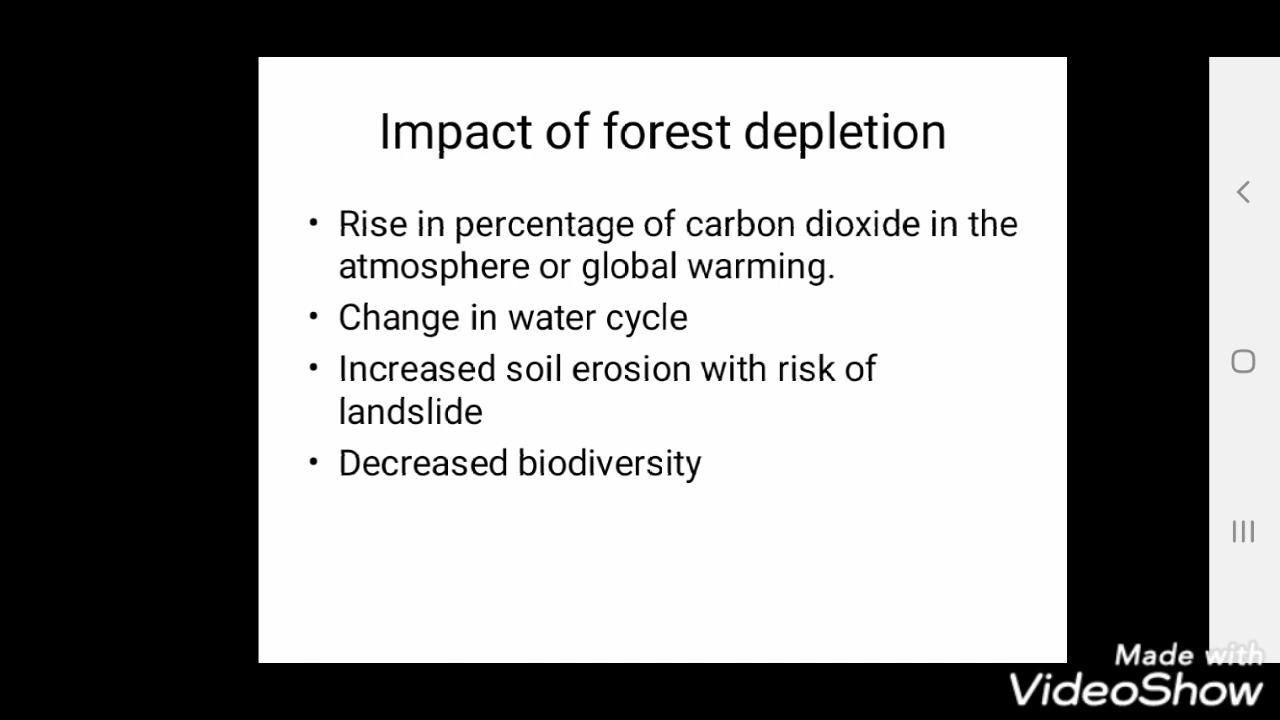 Impact of forest depletion
• Rise in percentage of carbon dioxide in the
atmosphere or global warming.
• Change in water cycle
• Increased soil erosion with risk of
landslide
• Decreased biodiversity
Made with
VideoShow